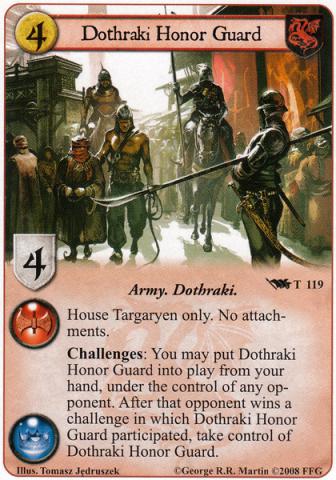 4
Dothraki Honor Guard
4
Army. Dothraki.
T 119
House Targaryen only. No attach-
ments.
Challenges: You may put Dothraki
Honor Guard into play from your
hand, under the control of any op-
ponent. After that opponent wins a
challenge in which Dothraki Honor
Guard participated, take control of
Dothraki Honor Guard.
Illus. Tomasz Jędruszek
©George R.R. Martin ©2008 FFG